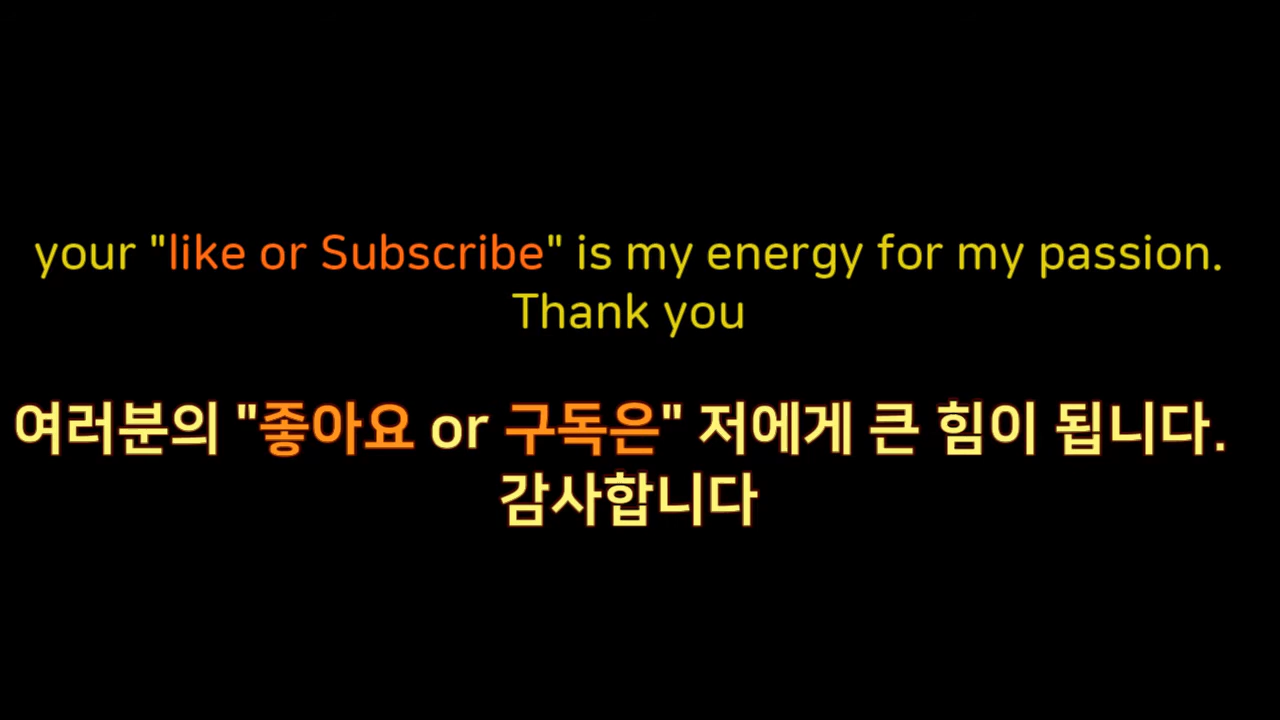 your "like or Subscribe" is my energy for my passion.
Thank you
여러분의 "좋아요 or 구독은" 저에게 큰 힘이 됩니다.
감사합니다